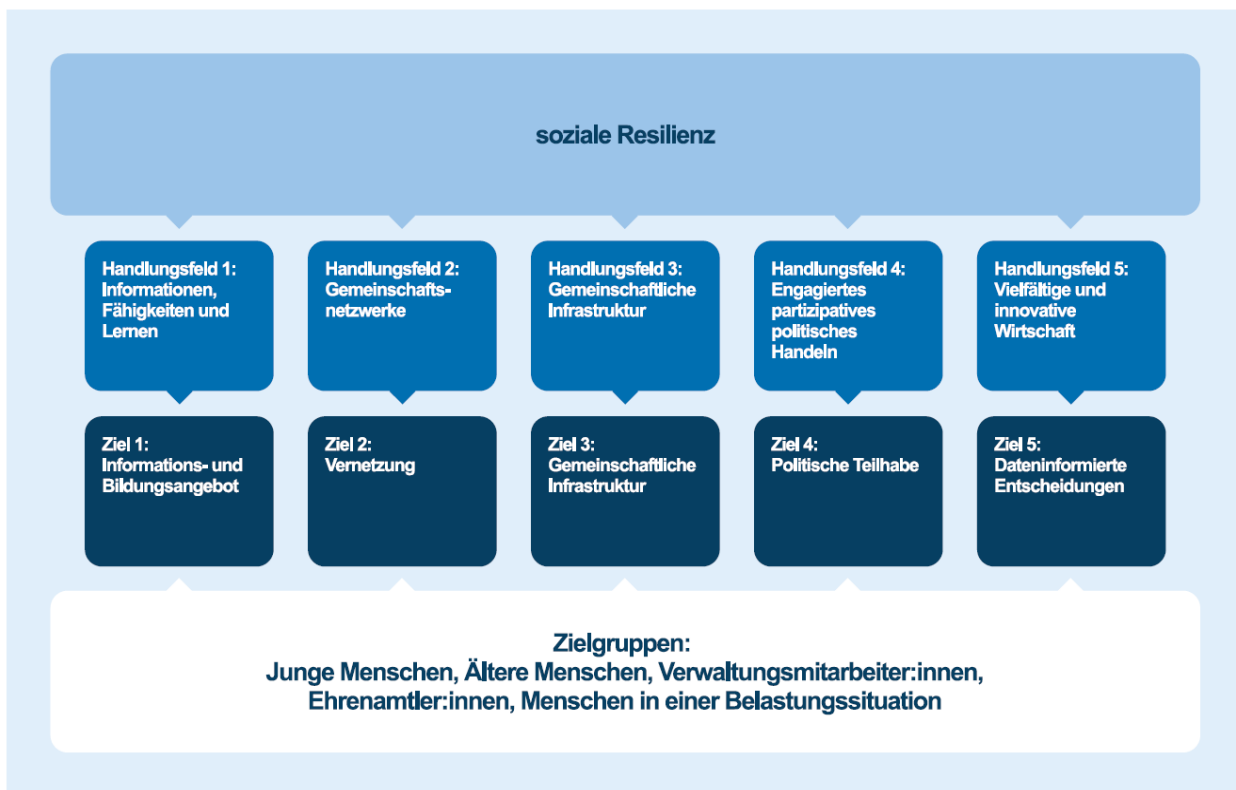 soziale Resilienz
Handlungsfeld 1:
Informationen,
Fähigkeiten und
Lernen
Handlungsfeld 2:
Gemeinschafts-
netzwerke
Handlungsfeld 3:
Gemeinschaftliche
Infrastruktur
Handlungsfeld 4:
Engagiertes
partizipatives
politisches
Handeln
Handlungsfeld 5:
Vielfältige und
innovative
Wirtschaft
Ziel 1:
Informations- und
Bildungsangebot
Ziel 2:
Vernetzung
Ziel 3:
Gemeinschaftliche
Infrastruktur
Ziel 4:
Politische Teilhabe
Ziel 5:
Dateninformierte
Entscheidungen
Zielgruppen:
Junge Menschen, Ältere Menschen, Verwaltungsmitarbeiter:innen,
Ehrenamtler:innen, Menschen in einer Belastungssituation